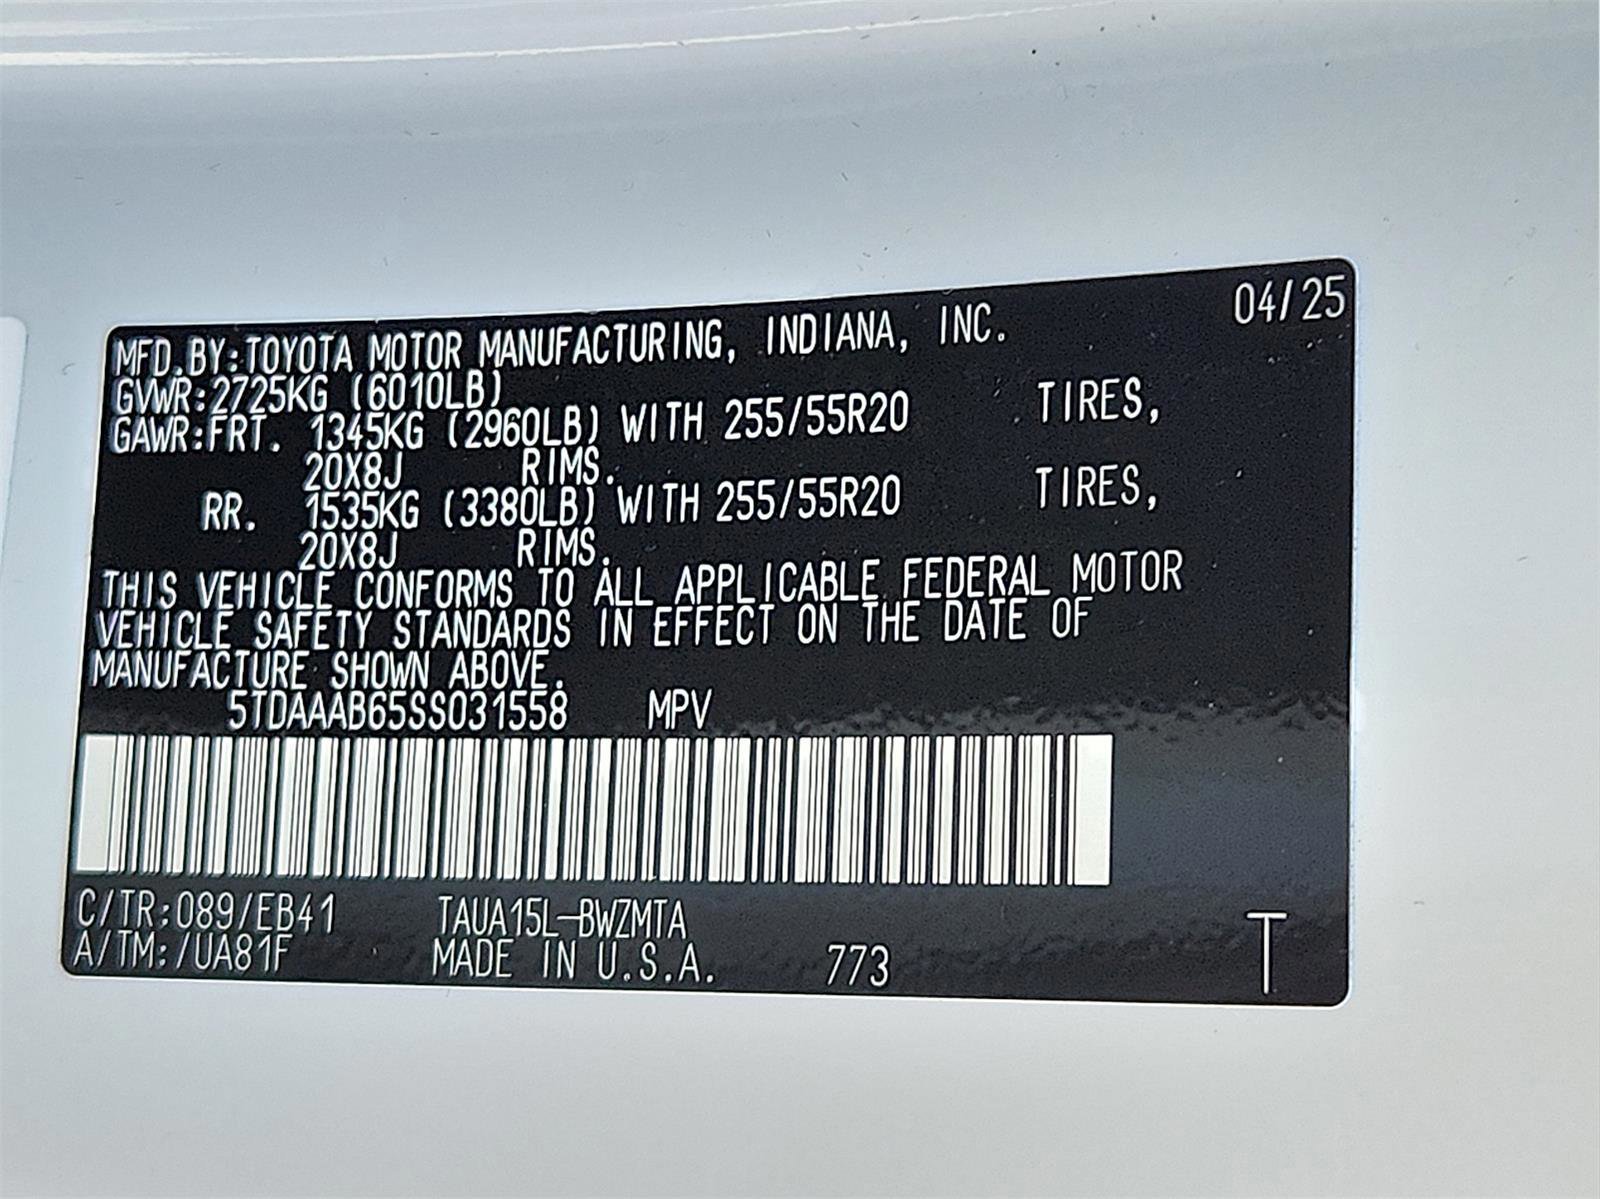 04/25
MFD.BY:TOYOTA MOTOR MANUFACTURING, INDIANA, INC.
GVWR:2725KG (6010LB)
GAWR:FRT. 1345KG (2960LB) WITH 255/55R20 TIRES,
20X8J RIMS.
RR. 1535KG (3380LB) WITH 255/55R20 TIRES,
20X8J RIMS.
THIS VEHICLE CONFORMS TO ALL APPLICABLE FEDERAL MOTOR
VEHICLE SAFETY STANDARDS IN EFFECT ON THE DATE OF
MANUFACTURE SHOWN ABOVE.
5TDAAAB65SS031558 MPV
C/TR:089/EB41 TAUA15L-BWZMTA
A/TM:/UA81F MADE IN U.S.A. 773 T